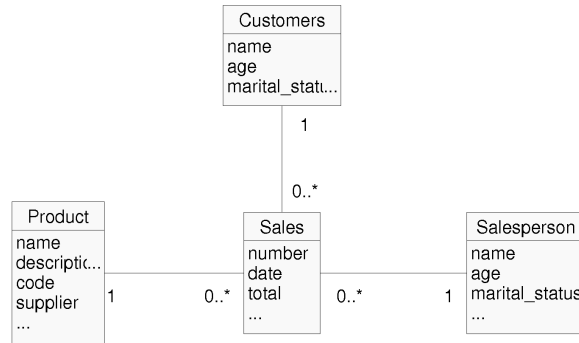 Customers
name
age
marital_statu...
1
0..*
Product
name
descriptic...
code
supplier
...
1
0..*
Sales
number
date
total
...
0..*
1
Salesperson
name
age
marital_status
...